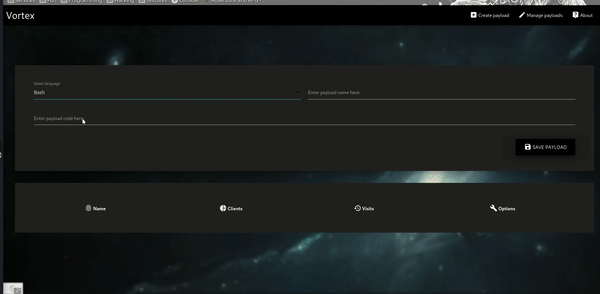 Vortex
Create payload
Manage payloads
About
Select language:
Bash
Enter payload name here:
Enter payload code here:
SAVE PAYLOAD
Name
Clients
Visits
Options